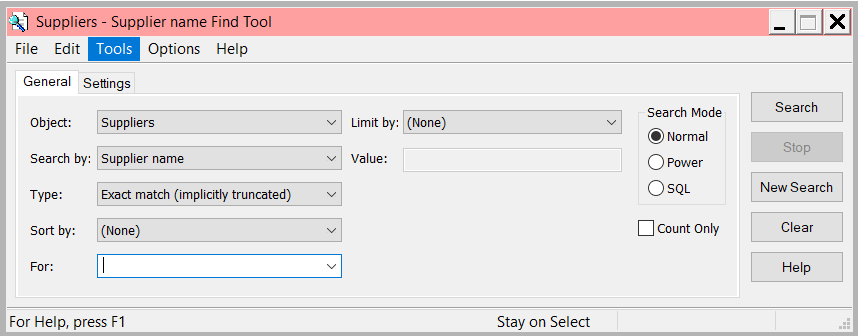 Suppliers - Supplier name Find Tool
File Edit Tools Options Help
General Settings
Object: Suppliers Limit by: (None)
Search by: Supplier name Value:
Type: Exact match (implicitly truncated)
Sort by: (None)
For:
Search Mode
Normal
Power
SQL
Count Only
Search
Stop
New Search
Clear
Help
For Help, press F1 Stay on Select